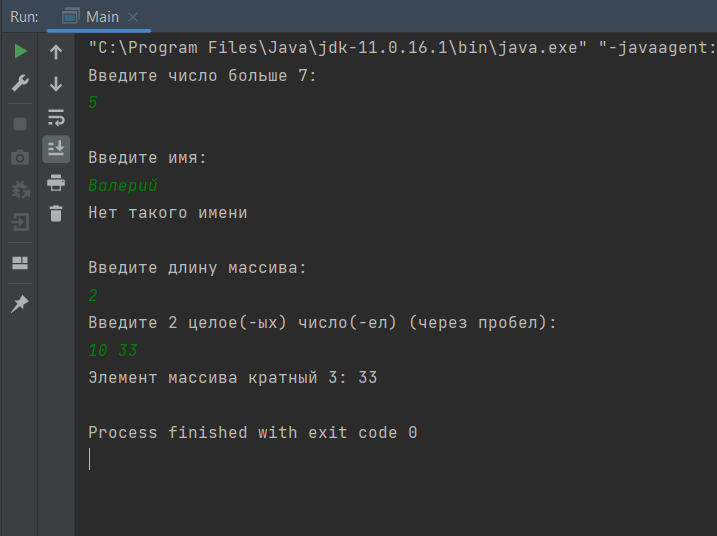 Run: Main
"C:\Program Files\Java\jdk-11.0.16.1\bin\java.exe" "-javaagent:
Введите число больше 7:
5
Введите имя:
Валерий
Нет такого имени
Введите длину массива:
2
Введите 2 целое(-ых) число(-ел) (через пробел):
10 33
Элемент массива кратный 3: 33
Process finished with exit code 0